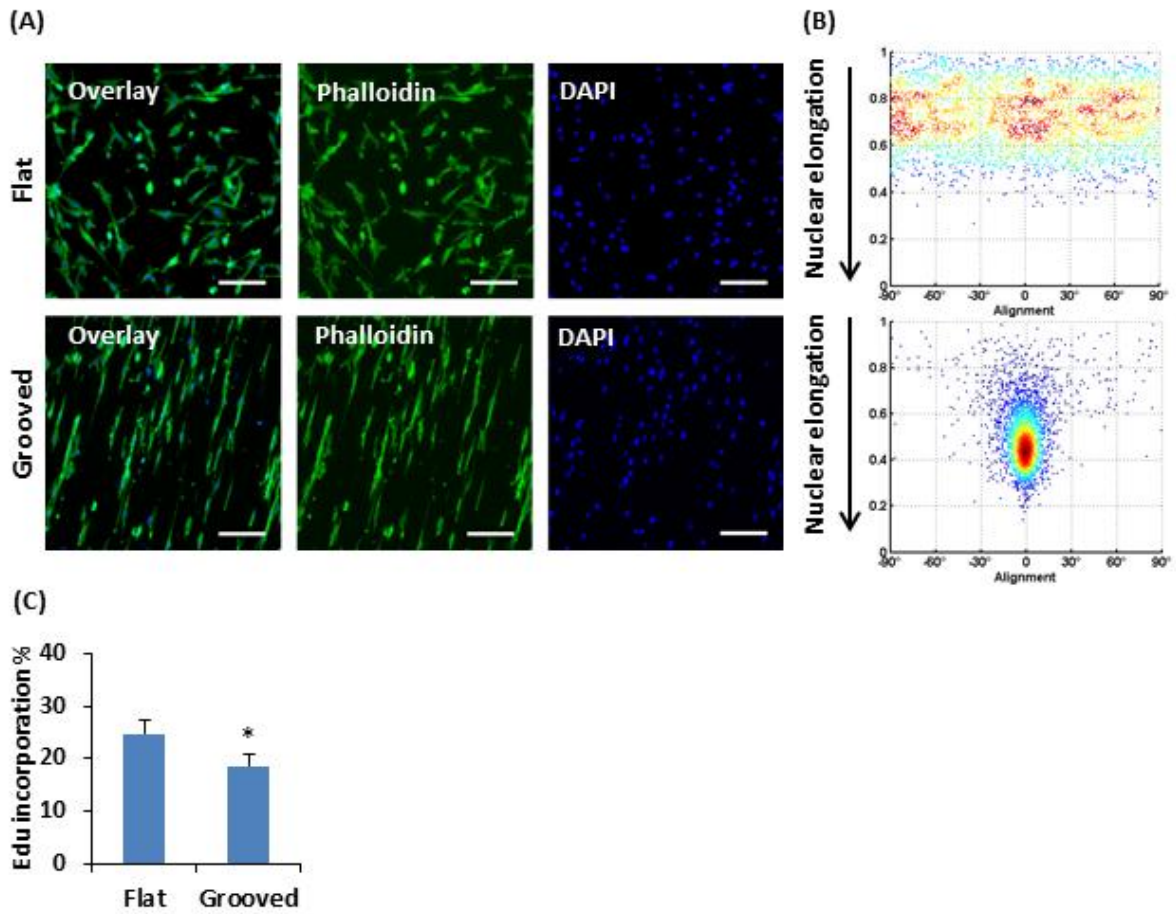 (A)
(B)
Overlay
Phalloidin
DAPI
Flat
Overlay
Phalloidin
DAPI
Grooved
Nuclear elongation
1
0.8
0.6
0.4
0.2
0
-90° -60° -30° 0 30° 60° 90°
Alignment
Nuclear elongation
1
0.8
0.6
0.4
0.2
0
-90° -60° -30° 0 30° 60° 90°
Alignment
(C)
Edu incorporation %
40
30
20
10
0
*
Flat Grooved